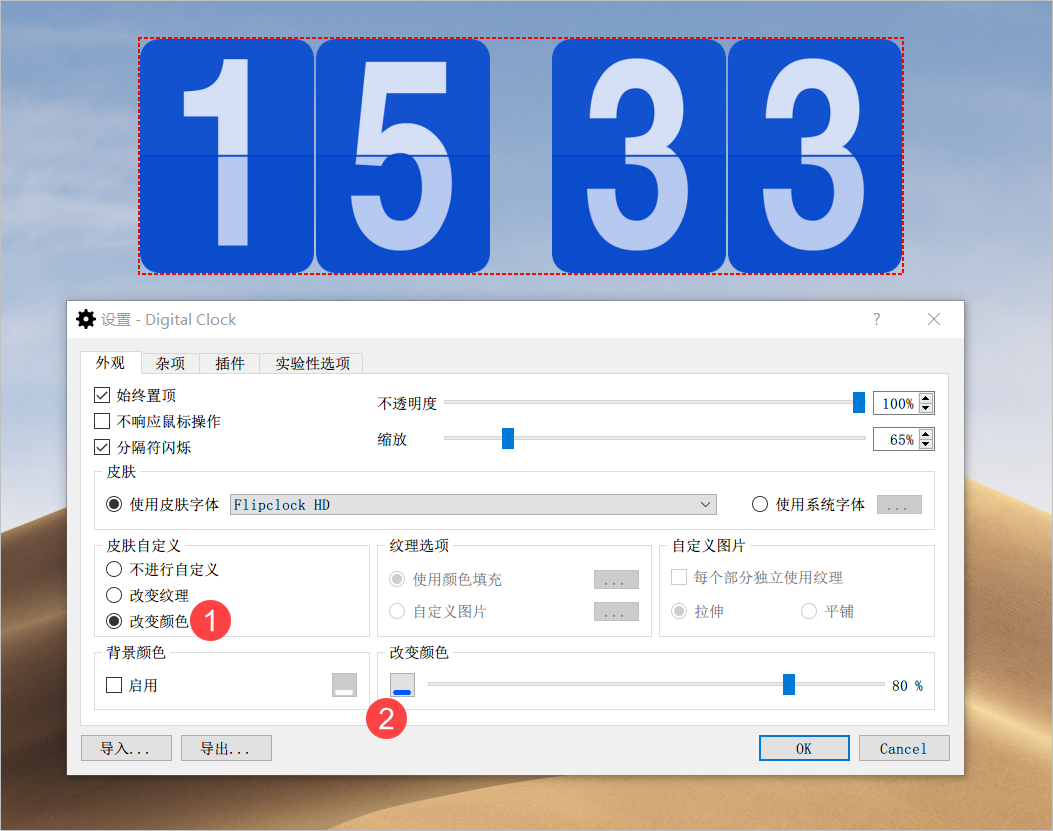 15 33
设置 - Digital Clock
?
外观 杂项 插件 实验性选项
始终置顶
不响应鼠标操作
分隔符闪烁
不透明度 100%
缩放 65%
皮肤
使用皮肤字体 Flipclock HD 使用系统字体 ...
皮肤自定义
不进行自定义
改变纹理
改变颜色 1
纹理选项
使用颜色填充 ...
自定义图片 ...
自定义图片
每个部分独立使用纹理
拉伸 平铺
背景颜色
启用
改变颜色
80 %
2
导入... 导出... OK Cancel